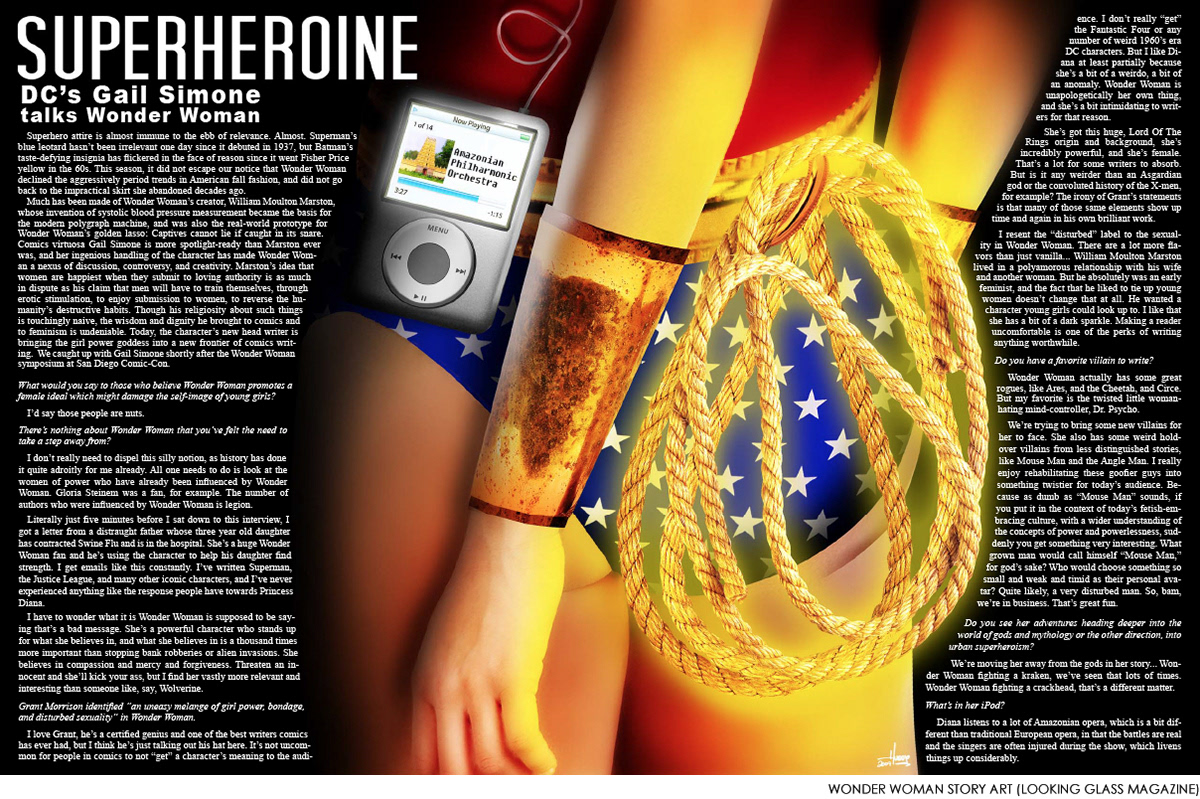 SUPERHEROINE
DC's Gail Simone
talks Wonder Woman
Superhero attire is almost immune to the ebb of relevance. Almost. Superman's
blue leotard hasn't been irrelevant one day since it debuted in 1937, but Batman's
taste-defying insignia has flickered in the face of reason since it went Fisher Price
yellow in the 60s. This season, it did not escape our notice that Wonder Woman
declined the aggressively period trends in American fall fashion, and did not go
back to the impractical skirt she abandoned decades ago.
Much has been made of Wonder Woman's creator, William Moulton Marston,
whose invention of systolic blood pressure measurement became the basis for
the modern polygraph machine, and was also the real-world prototype for
Wonder Woman's golden lasso: Captives cannot lie if caught in its snare.
Comics virtuosa Gail Simone is more spotlight-ready than Marston ever
was, and her ingenious handling of the character has made Wonder Wom-
an a nexus of discussion, controversy, and creativity. Marston's idea that
women are happiest when they submit to loving authority is as much
in dispute as his claim that men will have to train themselves, through
erotic stimulation, to enjoy submission to women, to reverse the hu-
manity's destructive habits. Though his religiosity about such things
is touchingly naive, the wisdom and dignity he brought to comics and
to feminism is undeniable. Today, the character's new head writer is
bringing the girl power goddess into a new frontier of comics writ-
ing. We caught up with Gail Simone shortly after the Wonder Woman
symposium at San Diego Comic-Con.
What would you say to those who believe Wonder Woman promotes a
female ideal which might damage the self-image of young girls?
I'd say those people are nuts.
There's nothing about Wonder Woman that you've felt the need to
take a step away from?
I don't really need to dispel this silly notion, as history has done
it quite adroitly for me already. All one needs to do is look at the
women of power who have already been influenced by Wonder
Woman. Gloria Steinem was a fan, for example. The number of
authors who were influenced by Wonder Woman is legion.
Literally just five minutes before I sat down to this interview, I
got a letter from a distraught father whose three year old daughter
has contracted Swine Flu and is in the hospital. She's a huge Wonder
Woman fan and he's using the character to help his daughter find
strength. I get emails like this constantly. I've written Superman,
the Justice League, and many other iconic characters, and I've never
experienced anything like the response people have towards Princess
Diana.
I have to wonder what it is Wonder Woman is supposed to be say-
ing that's a bad message. She's a powerful character who stands up
for what she believes in, and what she believes in is a thousand times
more important than stopping bank robberies or alien invasions. She
believes in compassion and mercy and forgiveness. Threaten an in-
nocent and she'll kick your ass, but I find her vastly more relevant and
interesting than someone like, say, Wolverine.
Grant Morrison identified "an uneasy melange of girl power, bondage,
and disturbed sexuality" in Wonder Woman.
I love Grant, he's a certified genius and one of the best writers comics
has ever had, but I think he's just talking out his hat here. It's not uncom-
mon for people in comics to not "get" a character's meaning to the audi-
Now Playing
1 of 14
Amazonian
Philharmonic
Orchestra
3:27
-1:15
MENU
ence. I don't really "get"
the Fantastic Four or any
number of weird 1960's era
DC characters. But I like Di-
ana at least partially because
she's a bit of a weirdo, a bit of
an anomaly. Wonder Woman is
unapologetically her own thing,
and she's a bit intimidating to writ-
ers for that reason.
She's got this huge, Lord Of The
Rings origin and background, she's
incredibly powerful, and she's female.
That's a lot for some writers to absorb.
But is it any weirder than an Asgardian
god or the convoluted history of the X-men,
for example? The irony of Grant's statements
is that many of those same elements show up
time and again in his own brilliant work.
I resent the "disturbed" label to the sexual-
ity in Wonder Woman. There are a lot more fla-
vors than just vanilla... William Moulton Marston
lived in a polyamorous relationship with his wife
and another woman. But he absolutely was an early
feminist, and the fact that he liked to tie up young
women doesn't change that at all. He wanted a
character young girls could look up to. I like that
she has a bit of a dark sparkle. Making a reader
uncomfortable is one of the perks of writing
anything worthwhile.
Do you have a favorite villain to write?
Wonder Woman actually has some great
rogues, like Ares, and the Cheetah, and Circe.
But my favorite is the twisted little woman-
hating mind-controller, Dr. Psycho.
We're trying to bring some new villains for
her to face. She also has some weird hold-
over villains from less distinguished stories,
like Mouse Man and the Angle Man. I really
enjoy rehabilitating these goofier guys into
something twistier for today's audience. Be-
cause as dumb as "Mouse Man" sounds, if
you put it in the context of today's fetish-em-
bracing culture, with a wider understanding of
the concepts of power and powerlessness, sud-
denly you get something very interesting. What
grown man would call himself "Mouse Man,"
for god's sake? Who would choose something so
small and weak and timid as their personal ava-
tar? Quite likely, a very disturbed man. So, bam,
we're in business. That's great fun.
Do you see her adventures heading deeper into the
world of gods and mythology or the other direction, into
urban superheroism?
We're moving her away from the gods in her story... Won-
der Woman fighting a kraken, we've seen that lots of times.
Wonder Woman fighting a crackhead, that's a different matter.
What's in her iPod?
Diana listens to a lot of Amazonian opera, which is a bit dif-
ferent than traditional European opera, in that the battles are real
and the singers are often injured during the show, which livens
things up considerably.
WONDER WOMAN STORY ART (LOOKING GLASS MAGAZINE)